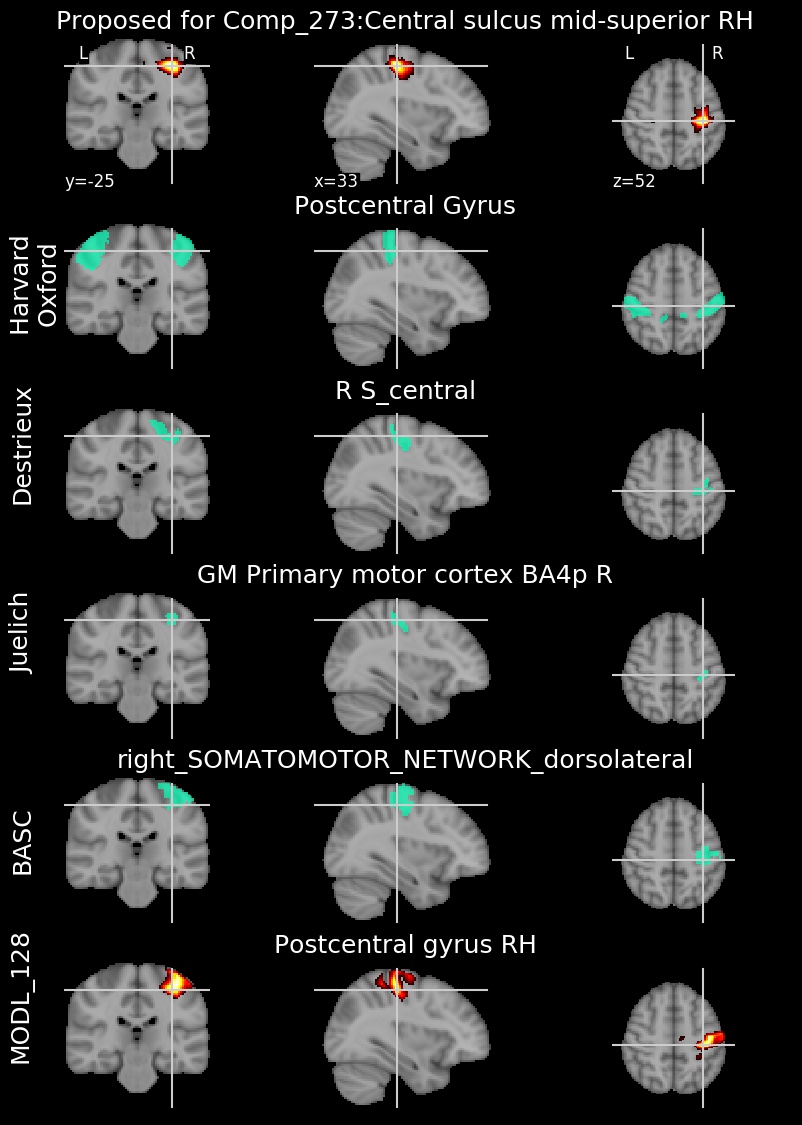 Proposed for Comp_273:Central sulcus mid-superior RH
L R
L R
y=-25
x=33
z=52
Postcentral Gyrus
Harvard
Oxford
R S_central
Destrieux
GM Primary motor cortex BA4p R
Juelich
right_SOMATOMOTOR_NETWORK_dorsolateral
BASC
Postcentral gyrus RH
MODL_128